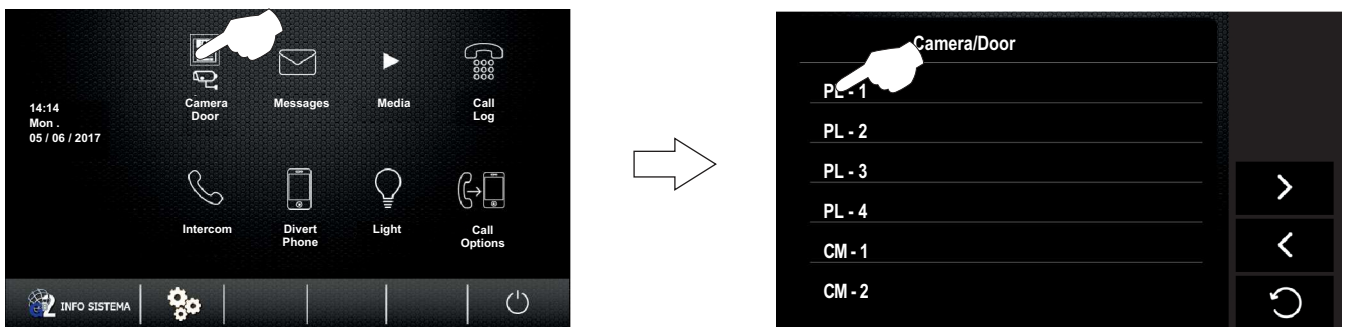 14:14
Mon .
05 / 06 / 2017
Camera
Door
Messages
Media
Call
Log
Intercom
Divert
Phone
Light
Call
Options
2 INFO SISTEMA
Camera/Door
PL - 1
PL - 2
PL - 3
PL - 4
CM - 1
CM - 2